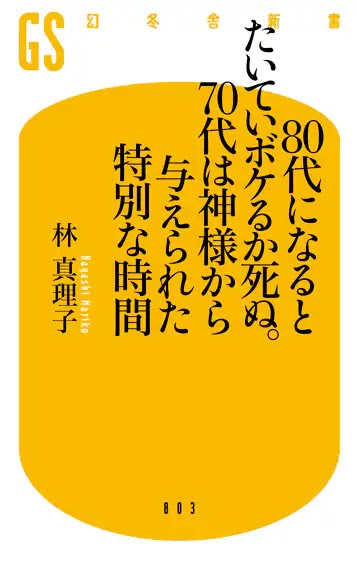 GS 幻冬舎新書
80代になると
たいていボケるか死ぬ。
70代は神様から
与えられた
特別な時間
林 真理子
Hayashi Mariko
803